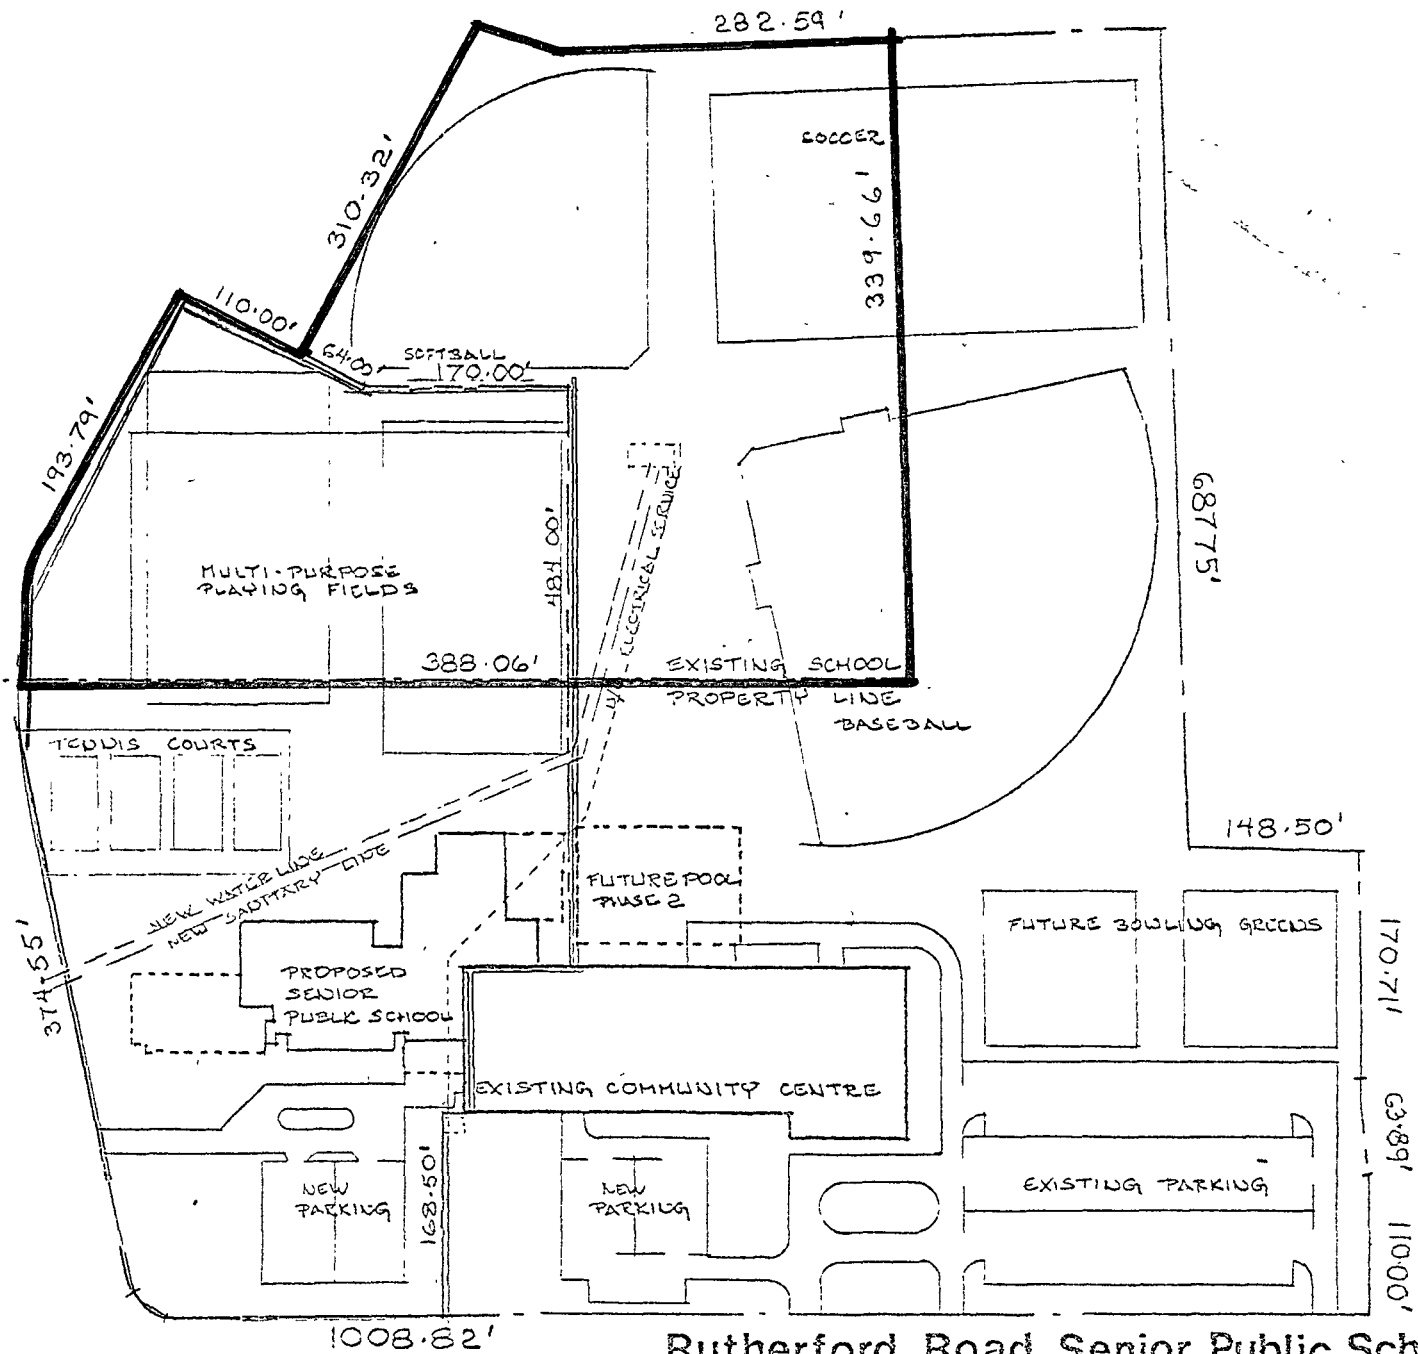 282.59'
SOCCER
310.32'
339.66'
110.00'
64.00'
SOFTBALL
170.00'
193.79'
687.75'
ELECTRICAL SERVICE
484.00'
MULTI-PURPOSE
PLAYING FIELDS
388.06'
EXISTING SCHOOL
PROPERTY LINE
BASEBALL
TENNIS COURTS
148.50'
NEW WATER LINE
NEW SANITARY LINE
FUTURE POOL
PHASE 2
FUTURE BOWLING GREENS
374.55'
170.71'
PROPOSED
SENIOR
PUBLIC SCHOOL
EXISTING COMMUNITY CENTRE
63.89'
168.50'
NEW
PARKING
NEW
PARKING
EXISTING PARKING
110.00'
1008.82'
Rutherford Road Senior Public Sch